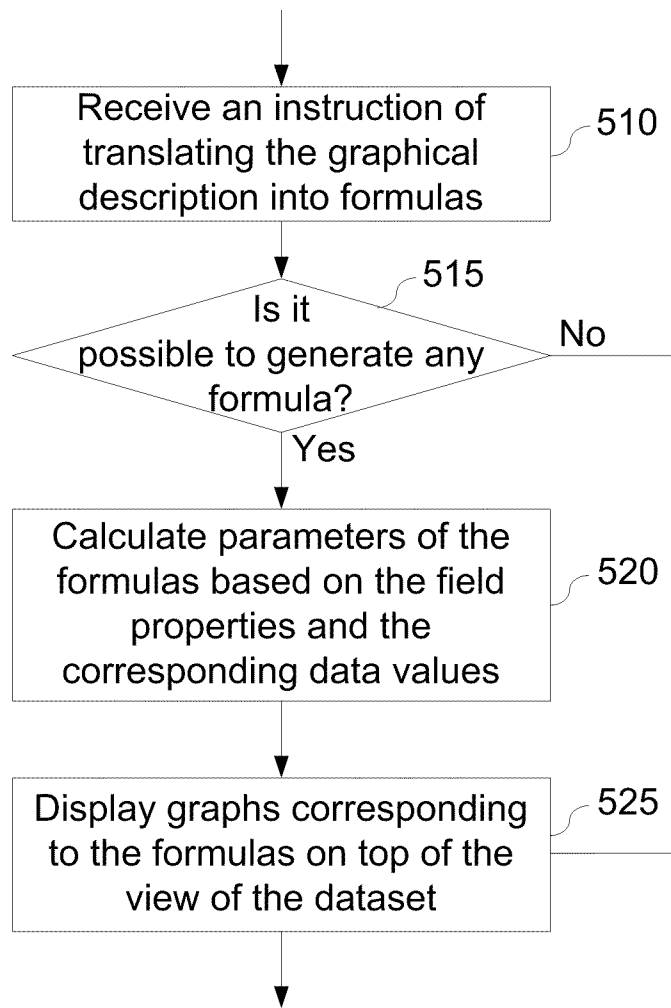 Receive an instruction of
translating the graphical
description into formulas
510
515
Is it
possible to generate any
formula?
No
Yes
Calculate parameters of the
formulas based on the field
properties and the
corresponding data values
520
Display graphs corresponding
to the formulas on top of the
view of the dataset
525